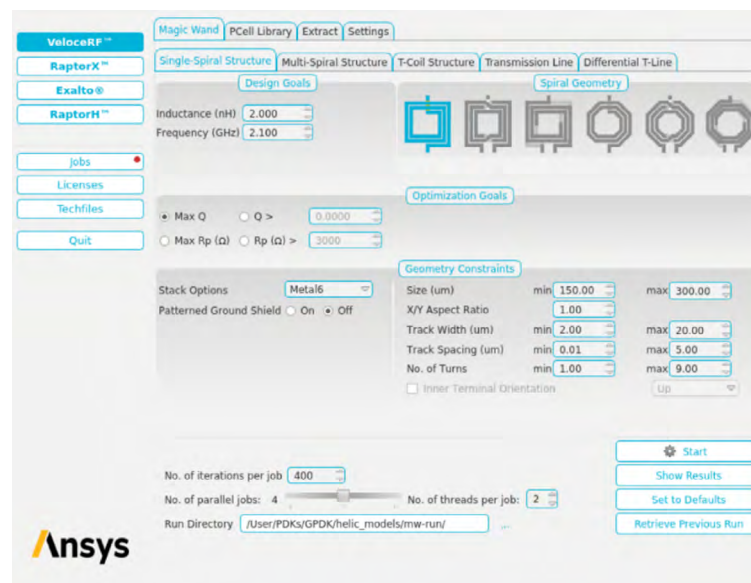 Magic Wand PCell Library Extract Settings
VeloceRF™
RaptorX™
Exalto®
RaptorH™
Jobs
Licenses
Techfiles
Quit
Single-Spiral Structure Multi-Spiral Structure T-Coil Structure Transmission Line Differential T-Line
Design Goals
Inductance (nH) 2.000
Frequency (GHz) 2.100
Spiral Geometry
Optimization Goals
Max Q Q > 0.0000
Max Rp (Ω) Rp (Ω) > 3000
Stack Options Metal6
Patterned Ground Shield On Off
Geometry Constraints
Size (um) min 150.00 max 300.00
X/Y Aspect Ratio 1.00
Track Width (um) min 2.00 max 20.00
Track Spacing (um) min 0.01 max 5.00
No. of Turns min 1.00 max 9.00
Inner Terminal Orientation Up
No. of iterations per job 400
No. of parallel jobs: 4 No. of threads per job: 2
Run Directory /User/PDKs/GPDK/helic_models/mw-run/ ...
Start
Show Results
Set to Defaults
Retrieve Previous Run
Ansys